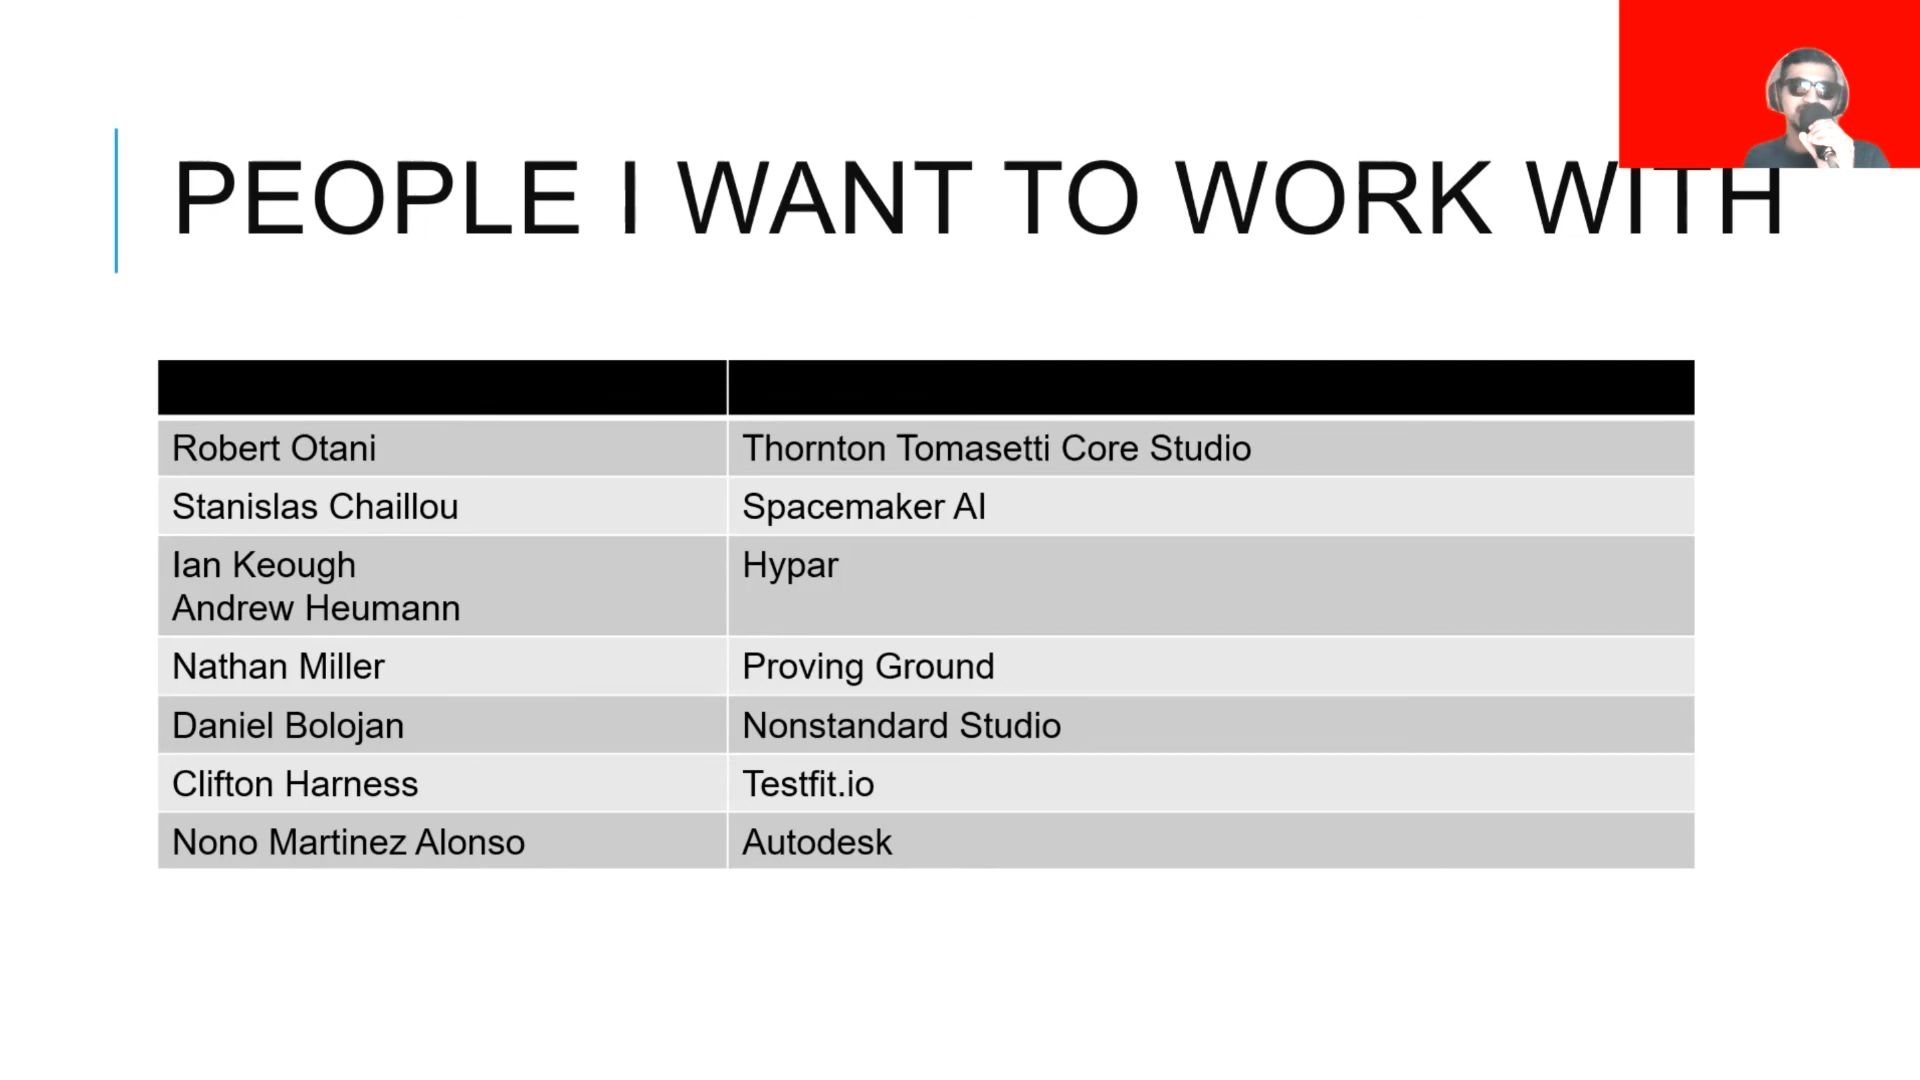 PEOPLE I WANT TO WORK WITH
Robert Otani Thornton Tomasetti Core Studio
Stanislas Chaillou Spacemaker AI
Ian Keough Hypar
Andrew Heumann
Nathan Miller Proving Ground
Daniel Bolojan Nonstandard Studio
Clifton Harness Testfit.io
Nono Martinez Alonso Autodesk